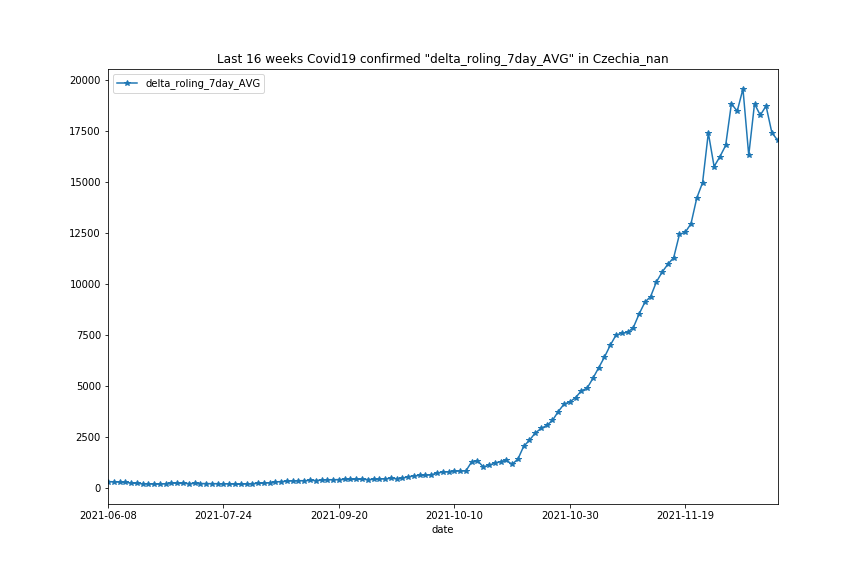 Last 16 weeks Covid19 confirmed "delta_roling_7day_AVG" in Czechia_nan
delta_roling_7day_AVG
20000
17500
15000
12500
10000
7500
5000
2500
0
2021-06-08 2021-07-24 2021-09-20 2021-10-10 2021-10-30 2021-11-19
date